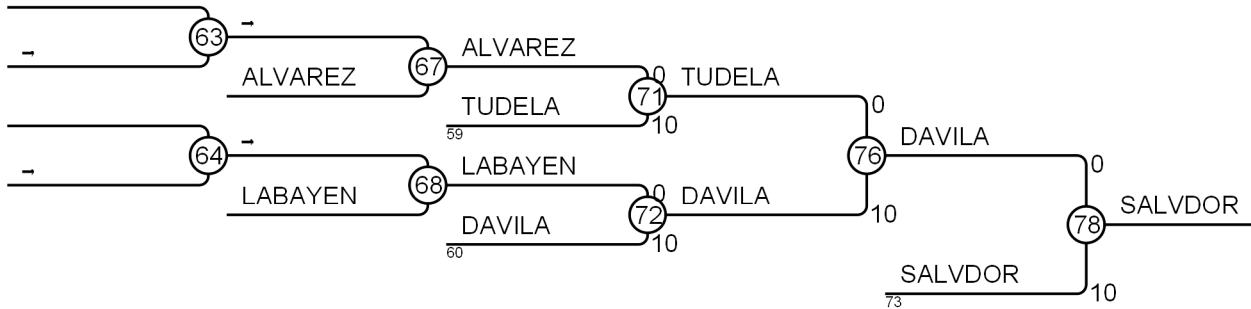 63
ALVAREZ
67
ALVAREZ
0
TUDELA
59
71
10
TUDELA
0
64
LABAYEN
68
LABAYEN
0
DAVILA
60
72
10
DAVILA
76
10
DAVILA
0
SALVDOR
73
78
10
SALVDOR